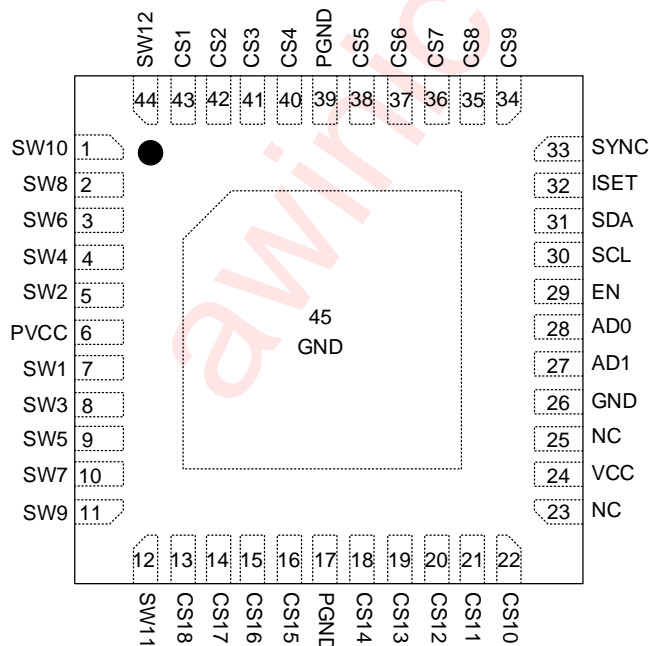 SW12 CS1 CS2 CS3 CS4 PGND CS5 CS6 CS7 CS8 CS9
44 43 42 41 40 39 38 37 36 35 34
SW10 1 33 SYNC
SW8 2 32 ISET
SW6 3 31 SDA
SW4 4 30 SCL
SW2 5 29 EN
PVCC 6 28 AD0
SW1 7 27 AD1
SW3 8 26 GND
SW5 9 25 NC
SW7 10 24 VCC
SW9 11 23 NC
45
GND
12 13 14 15 16 17 18 19 20 21 22
SW11 CS18 CS17 CS16 CS15 PGND CS14 CS13 CS12 CS11 CS10
awinic